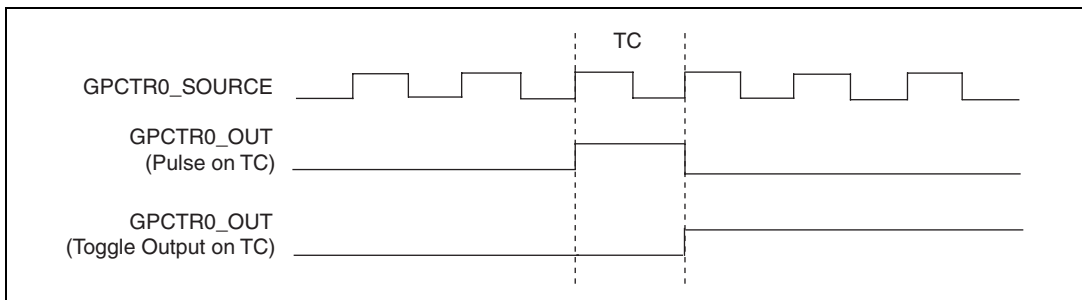 TC
GPCTR0_SOURCE
GPCTR0_OUT
(Pulse on TC)
GPCTR0_OUT
(Toggle Output on TC)